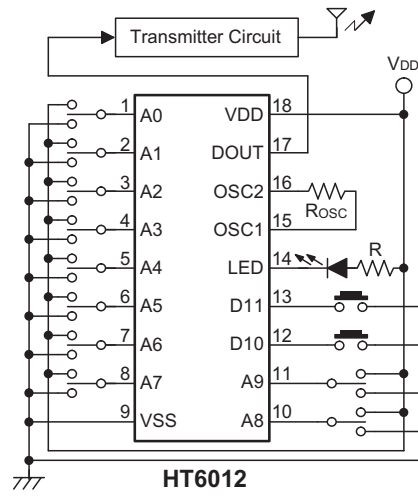 Transmitter Circuit
VDD
1 A0 VDD 18
2 A1 DOUT 17
3 A2 OSC2 16
ROSC
4 A3 OSC1 15
5 A4 LED 14 R
6 A5 D11 13
7 A6 D10 12
8 A7 A9 11
9 VSS A8 10
HT6012